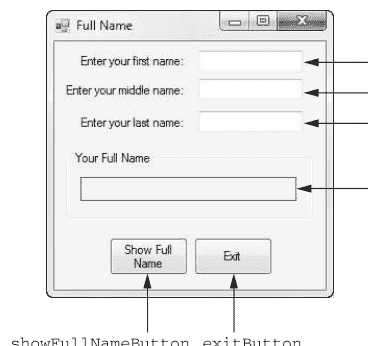 Full Name
Enter your first name:
Enter your middle name:
Enter your last name:
Your Full Name
Show Full
Name
Exit
showFullNameButton exitButton